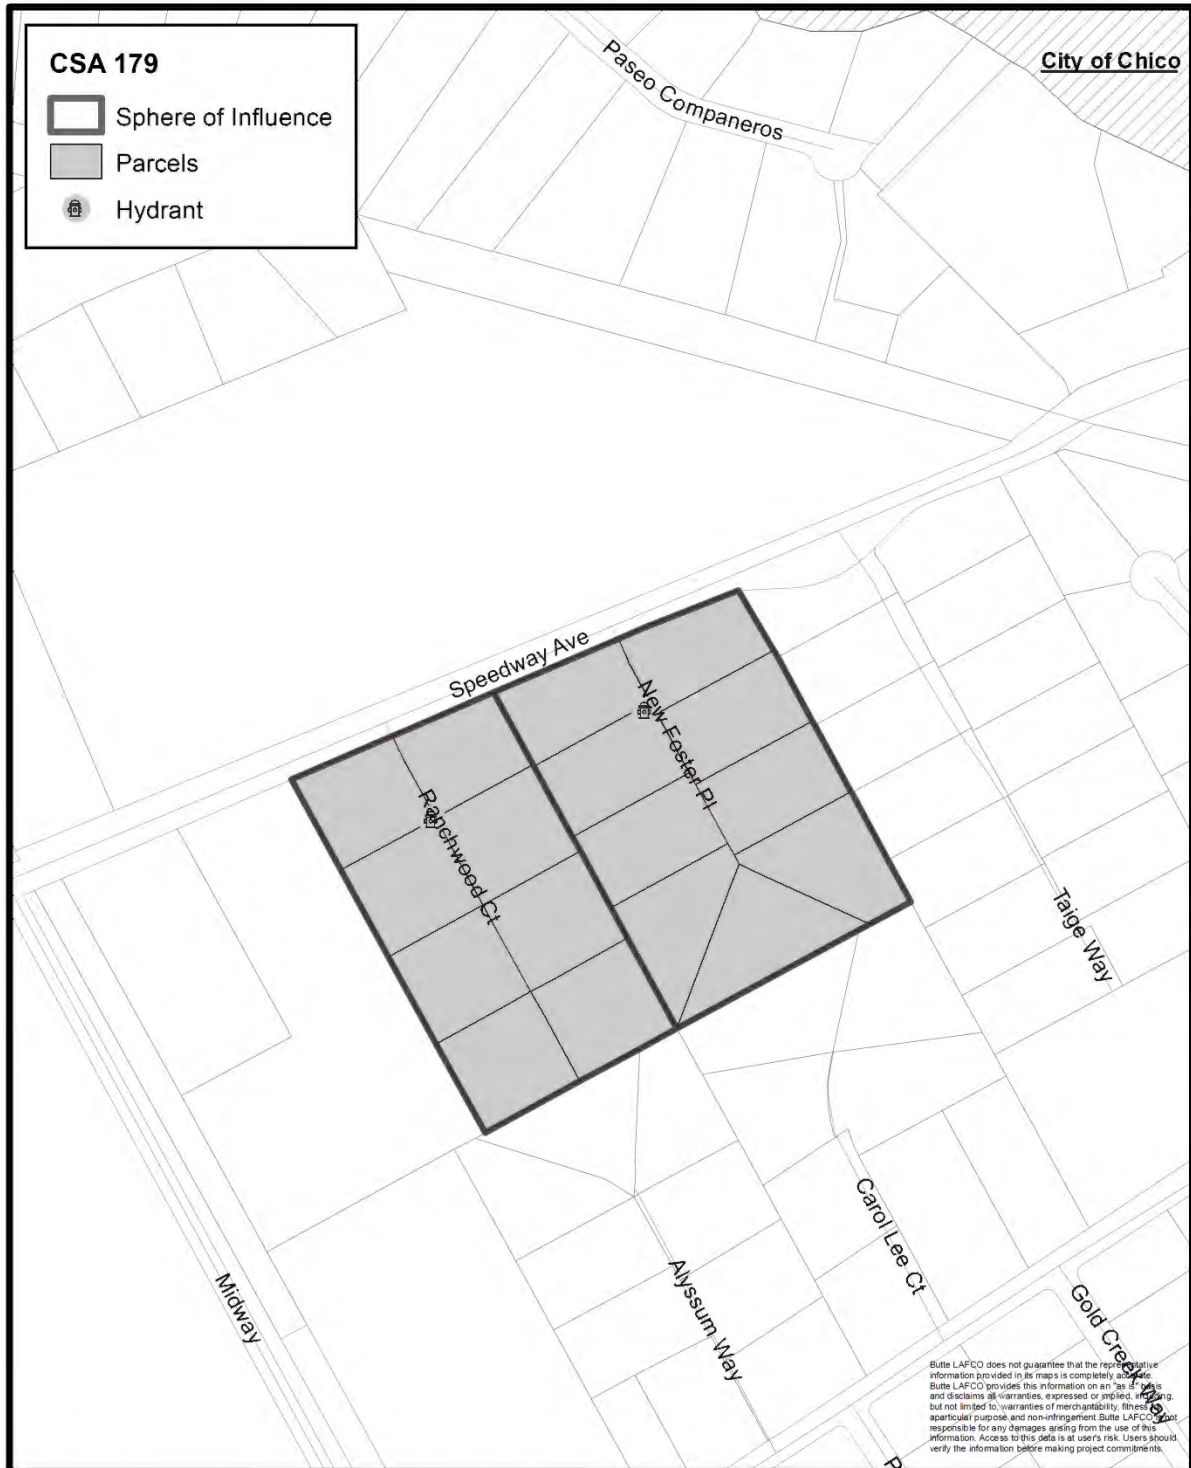 CSA 179
Sphere of Influence
Parcels
Hydrant
City of Chico
Paseo Companeros
Speedway Ave
New Foster Pl
Ranchwood Ct
Taige Way
Carol Lee Ct
Alyssum Way
Midway
Gold Creek Way
Butte LAFCO does not guarantee that the representative
information provided in its maps is completely accurate.
Butte LAFCO provides this information on an "as is" basis
and disclaims all warranties, expressed or implied, including,
but not limited to, warranties of merchantability, fitness
aparticular purpose and non-infringement. Butte LAFCO is not
responsible for any damages arising from the use of this
information. Access to this data is at user's risk. Users should
verify the information before making project commitments.